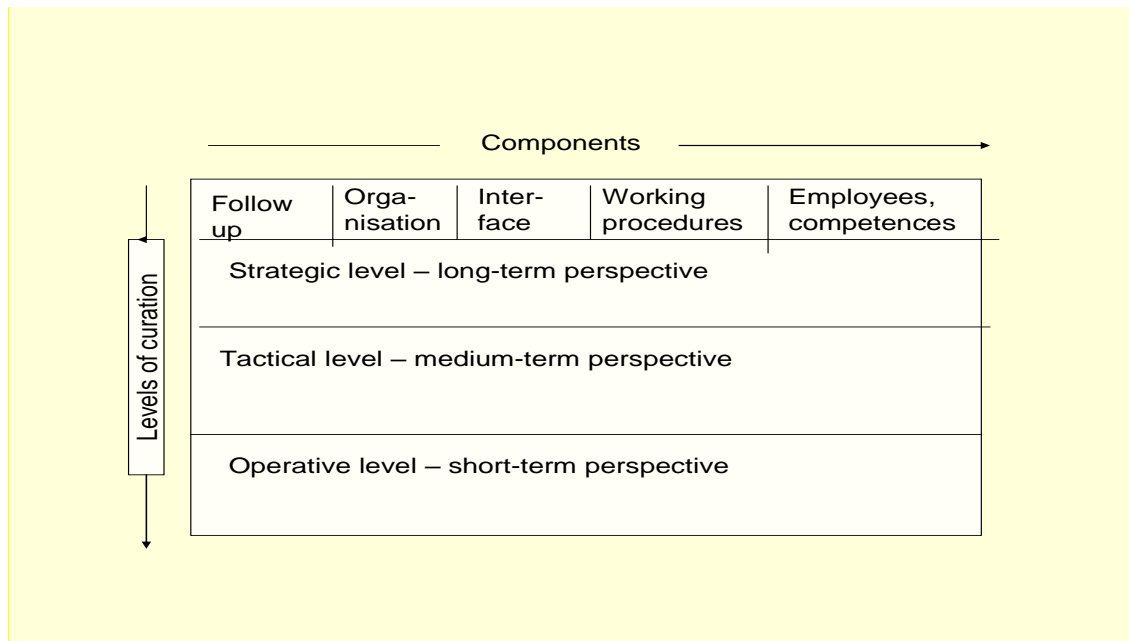 Components
Follow
up
Orga-
nisation
Inter-
face
Working
procedures
Employees,
competences
Levels of curation
Strategic level – long-term perspective
Tactical level – medium-term perspective
Operative level – short-term perspective